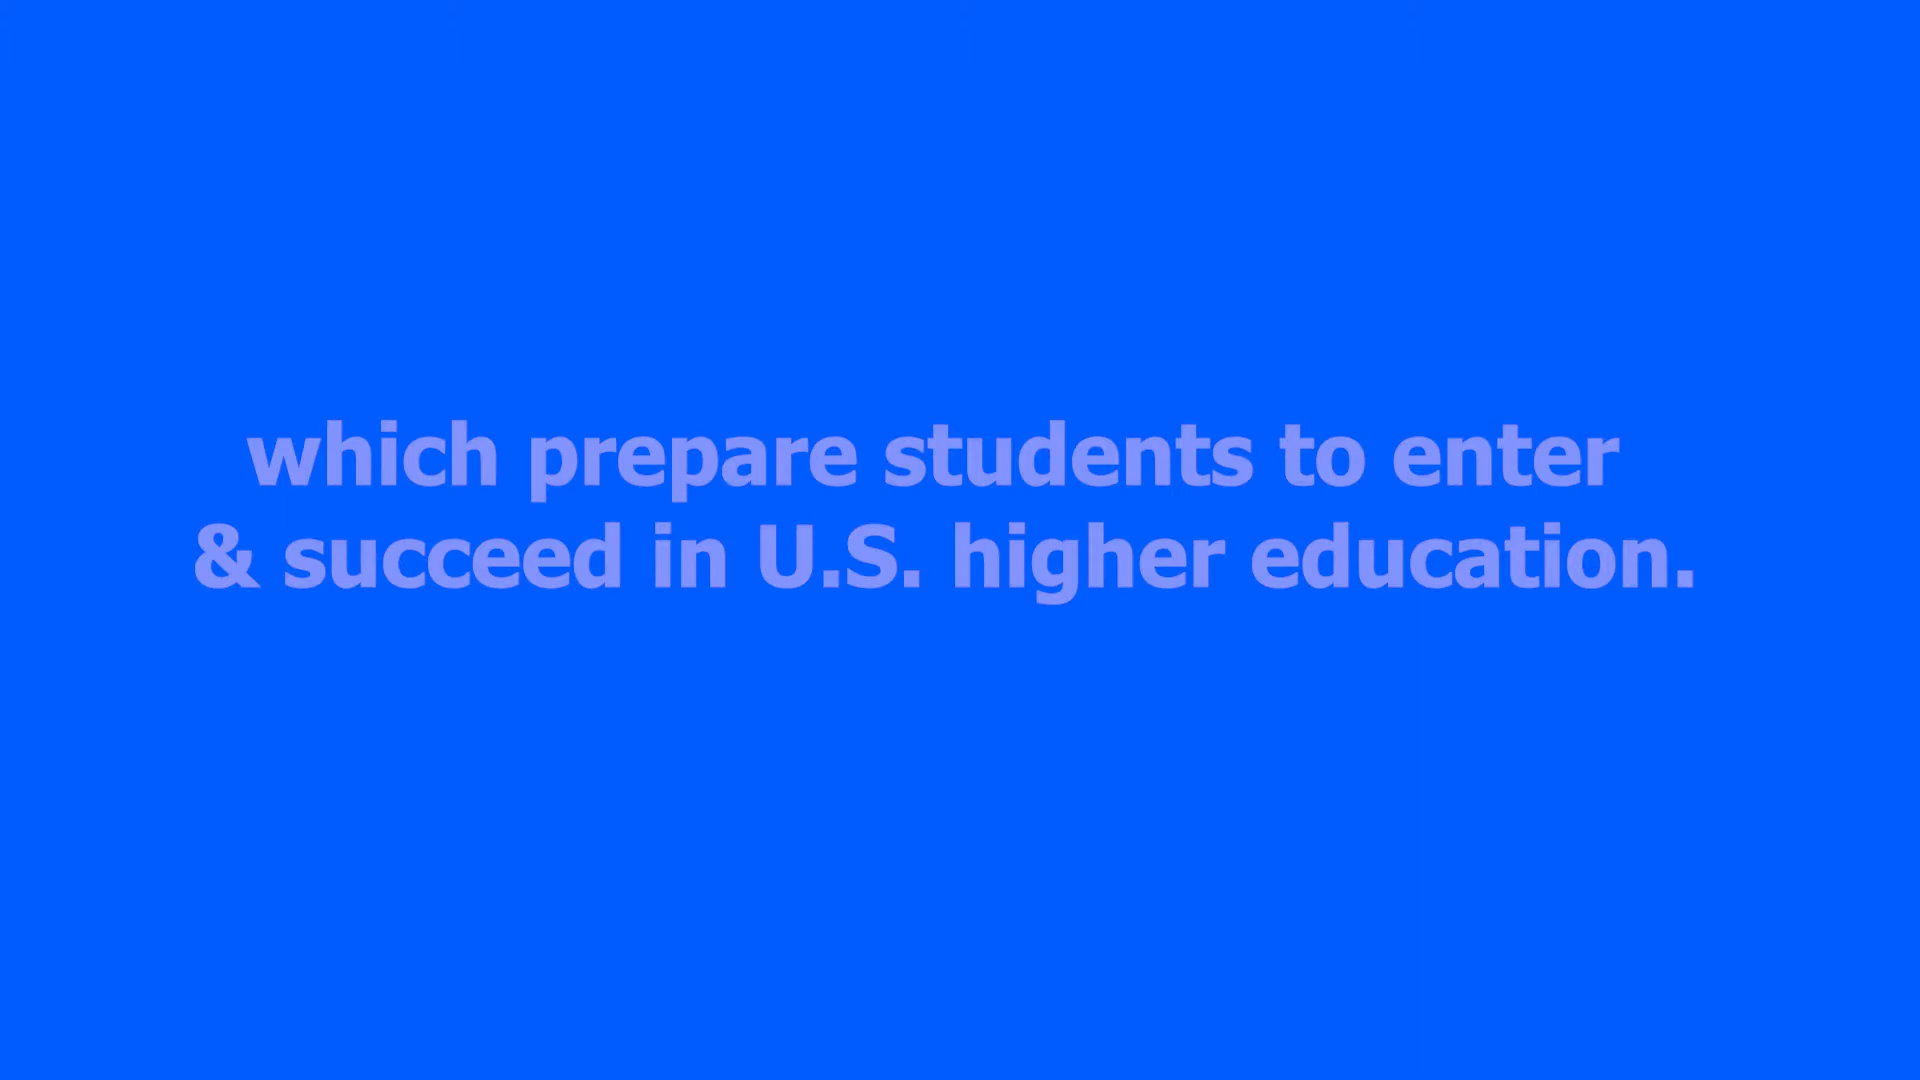 which prepare students to enter
& succeed in U.S. higher education.